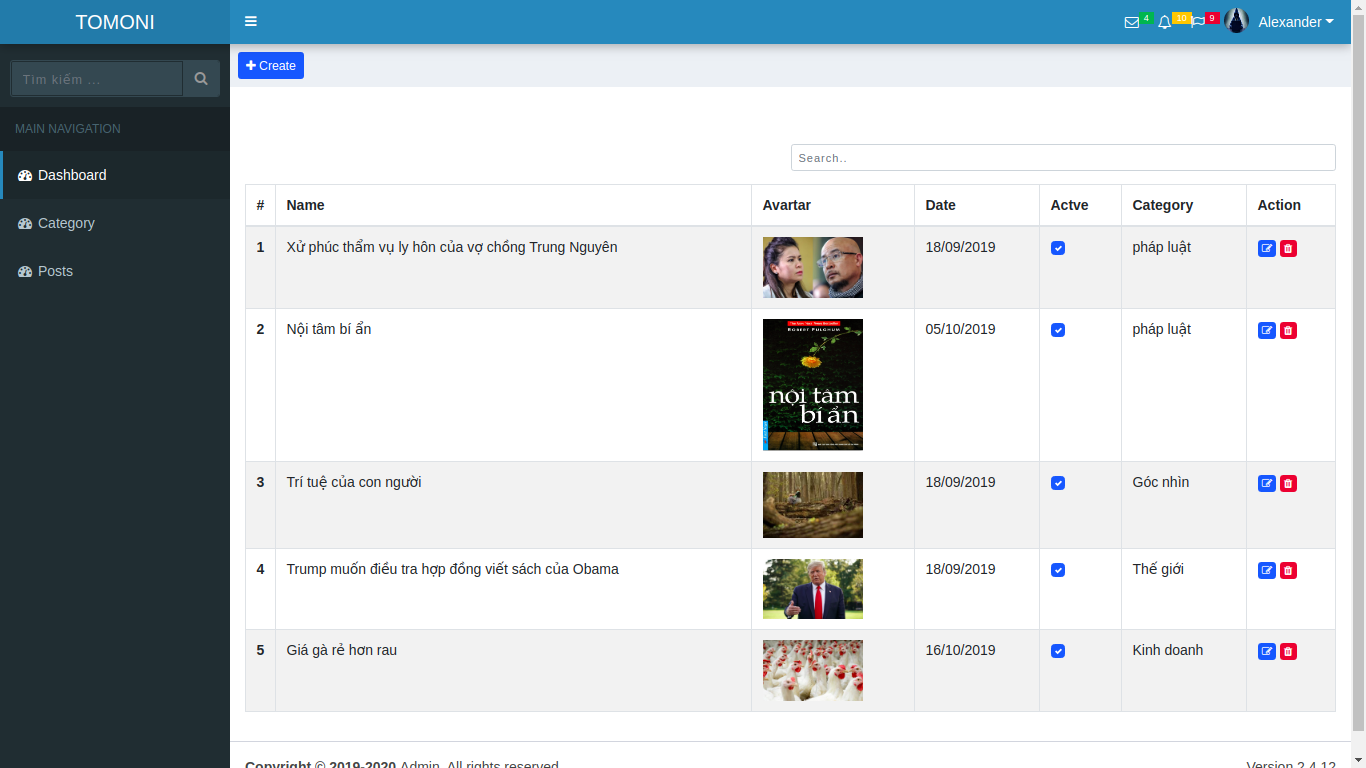 TOMONI
4 10 9 Alexander
Tìm kiếm ...
Create
MAIN NAVIGATION
Dashboard
Category
Posts
Search..
# Name Avartar Date Actve Category Action
1 Xử phúc thẩm vụ ly hôn của vợ chồng Trung Nguyên 18/09/2019 pháp luật
2 Nội tâm bí ẩn 05/10/2019 pháp luật
ROBERT FULGHUM
nội tâm
bí ẩn
3 Trí tuệ của con người 18/09/2019 Góc nhìn
4 Trump muốn điều tra hợp đồng viết sách của Obama 18/09/2019 Thế giới
5 Giá gà rẻ hơn rau 16/10/2019 Kinh doanh
Copyright © 2019-2020 Admin. All rights reserved Version 2.4.12